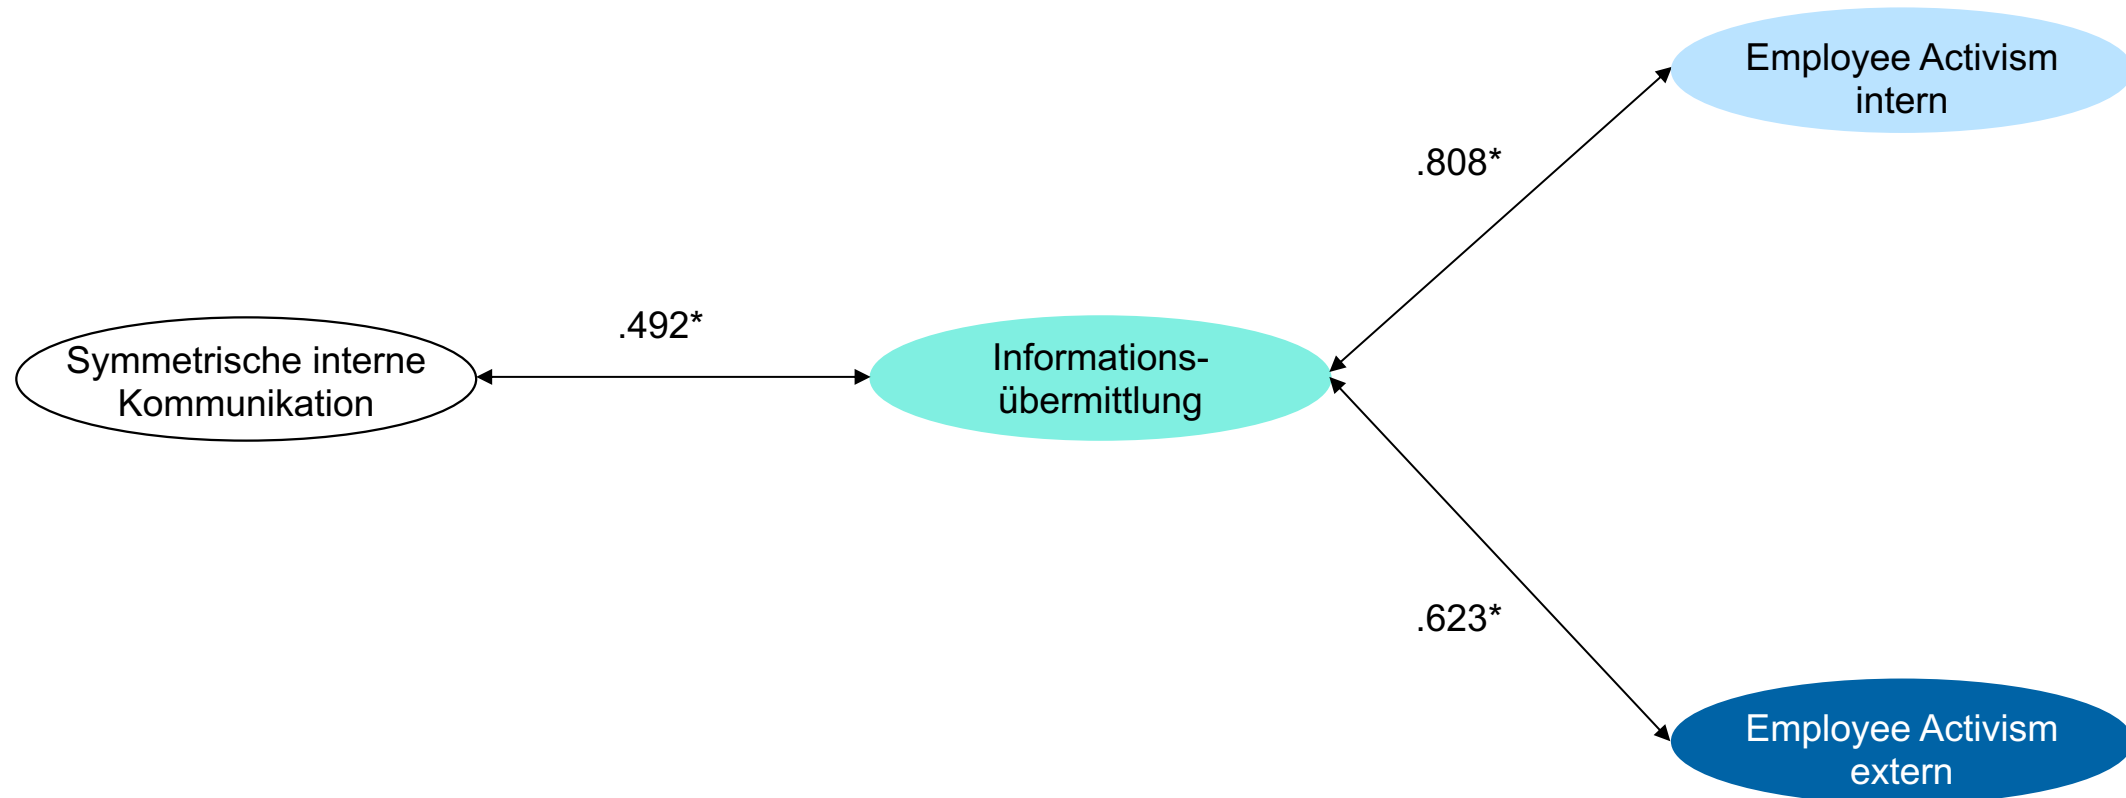 Employee Activism
intern
.808*
.492*
Symmetrische interne
Kommunikation
Informations-
übermittlung
.623*
Employee Activism
extern